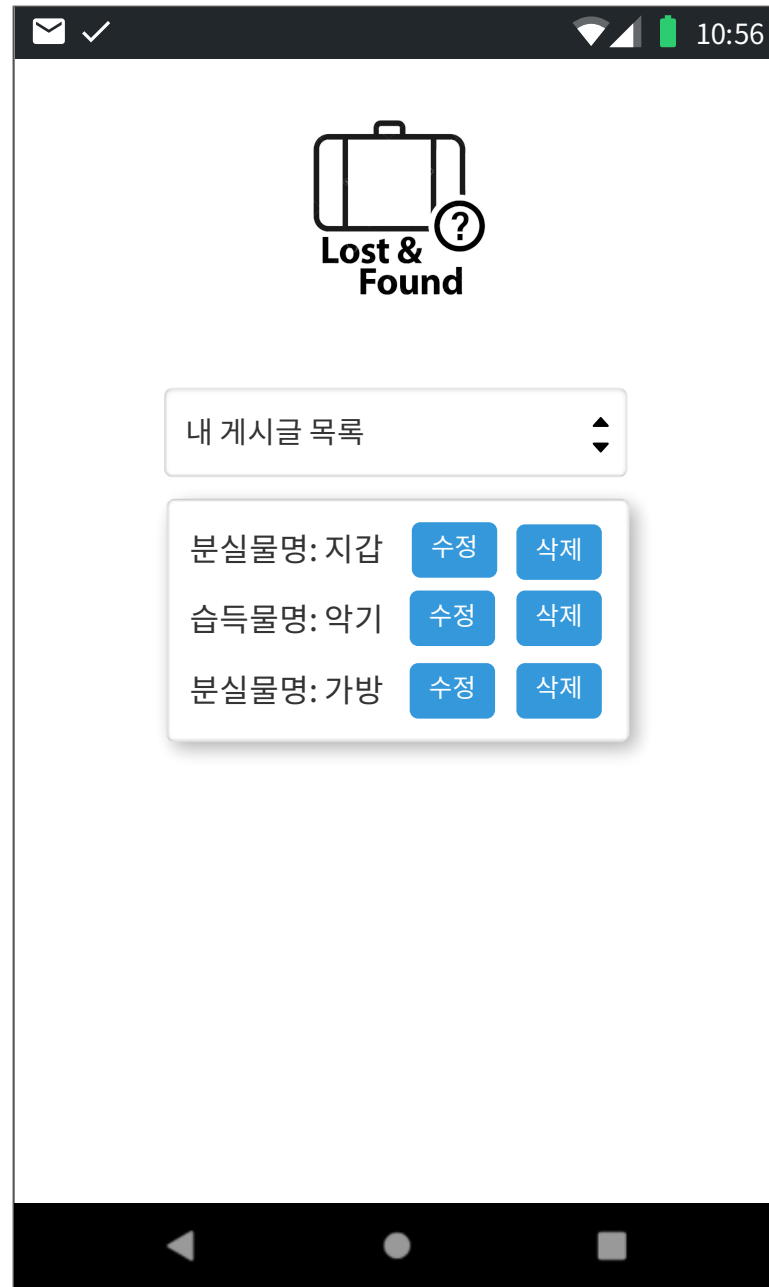 10:56
?
Lost &
Found
내 게시글 목록
분실물명: 지갑 수정 삭제
습득물명: 악기 수정 삭제
분실물명: 가방 수정 삭제